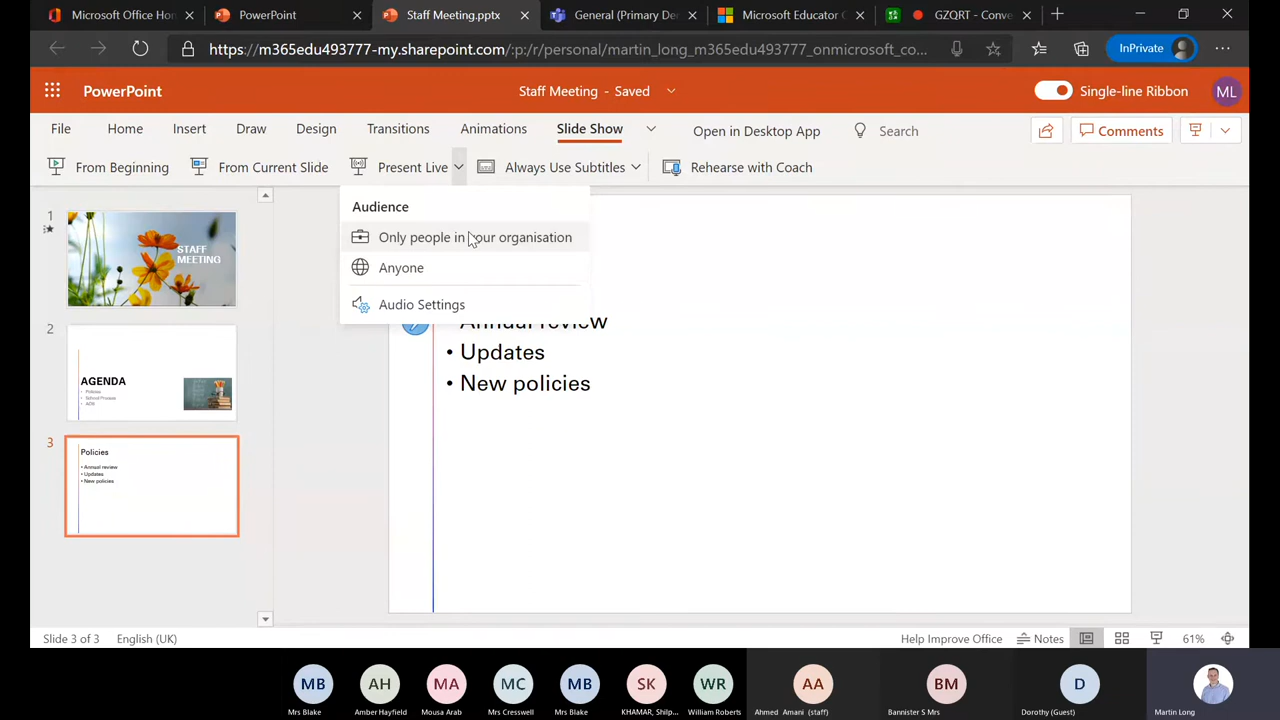 Microsoft Office Hom
PowerPoint
Staff Meeting.pptx
General (Primary De
Microsoft Educator C
GZQRT - Conve
https://m365edu493777-my.sharepoint.com/:p:/r/personal/martin_long_m365edu493777_onmicrosoft_co...
InPrivate
PowerPoint
Staff Meeting - Saved
Single-line Ribbon
ML
File
Home
Insert
Draw
Design
Transitions
Animations
Slide Show
Open in Desktop App
Search
Comments
From Beginning
From Current Slide
Present Live
Always Use Subtitles
Rehearse with Coach
Audience
Only people in your organisation
Anyone
Audio Settings
1
STAFF
MEETING
2
AGENDA
• Policies
• School Process
• AOB
3
Policies
• Annual review
• Updates
• New policies
Annual review
• Updates
• New policies
Slide 3 of 3
English (UK)
Help Improve Office
Notes
61%
MB
AH
MA
MC
MB
SK
WR
AA
BM
D
Mrs Blake
Amber Hayfield
Mousa Arab
Mrs Cresswell
Mrs Blake
KHAMAR, Shilp...
William Roberts
Ahmed Amani (staff)
Bannister S Mrs
Dorothy (Guest)
Martin Long